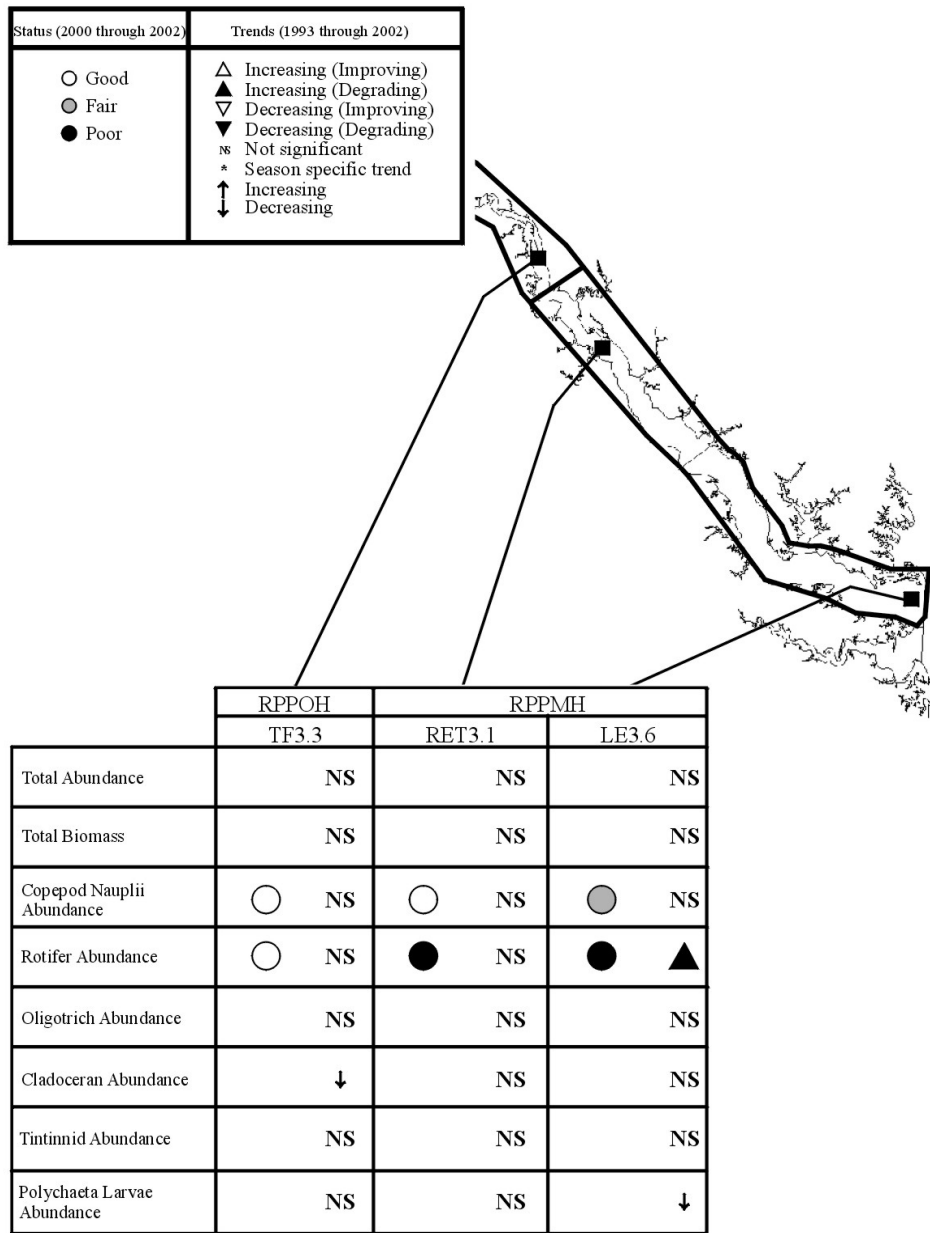 Status (2000 through 2002) Trends (1993 through 2002)
Good
Fair
Poor
Increasing (Improving)
Increasing (Degrading)
Decreasing (Improving)
Decreasing (Degrading)
NS Not significant
* Season specific trend
Increasing
Decreasing
RPPOH RPPMH
TF3.3 RET3.1 LE3.6
Total Abundance NS NS NS
Total Biomass NS NS NS
Copepod Nauplii
Abundance NS NS NS
Rotifer Abundance NS NS
Oligotrich Abundance NS NS NS
Cladoceran Abundance NS NS
Tintinnid Abundance NS NS NS
Polychaeta Larvae
Abundance NS NS